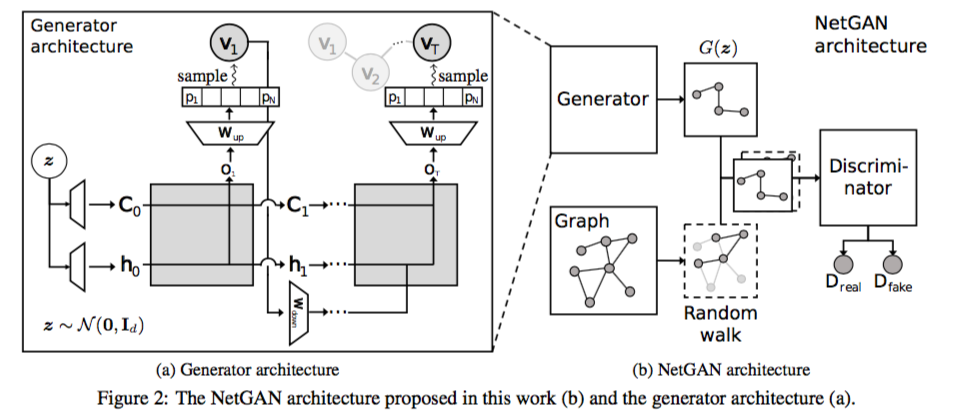 Generator
architecture
v1
v1
v2
vT
sample
sample
p1
pN
p1
pN
Wup
Wup
z
O1
OT
C0
C1
...
h0
h1
...
Wdown
...
z ~ N(0, Id)
(a) Generator architecture
NetGAN
architecture
G(z)
Generator
Discrimi-
nator
Graph
Random
walk
Dreal
Dfake
(b) NetGAN architecture
Figure 2: The NetGAN architecture proposed in this work (b) and the generator architecture (a).